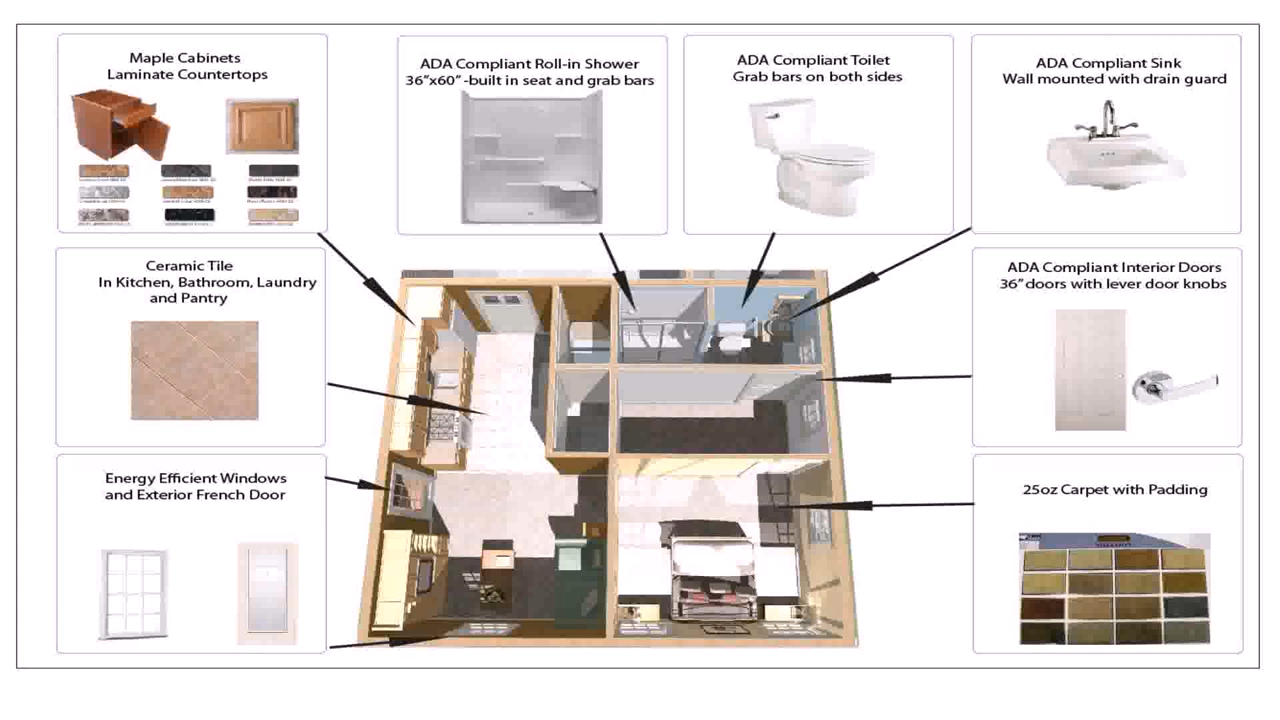 Maple Cabinets
Laminate Countertops
ADA Compliant Roll-in Shower
36”x60” -built in seat and grab bars
ADA Compliant Toilet
Grab bars on both sides
ADA Compliant Sink
Wall mounted with drain guard
Ceramic Tile
In Kitchen, Bathroom, Laundry
and Pantry
ADA Compliant Interior Doors
36” doors with lever door knobs
Energy Efficient Windows
and Exterior French Door
25oz Carpet with Padding